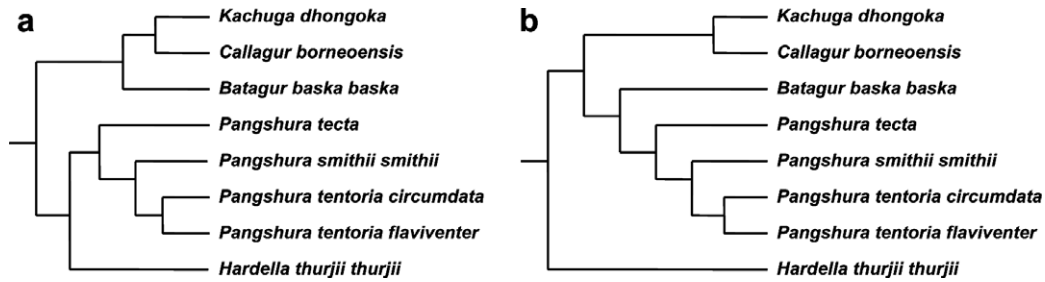 a
Kachuga dhongoka
Callagur borneoensis
Batagur baska baska
Pangshura tecta
Pangshura smithii smithii
Pangshura tentoria circumdata
Pangshura tentoria flaviventer
Hardella thurjii thurjii
b
Kachuga dhongoka
Callagur borneoensis
Batagur baska baska
Pangshura tecta
Pangshura smithii smithii
Pangshura tentoria circumdata
Pangshura tentoria flaviventer
Hardella thurjii thurjii